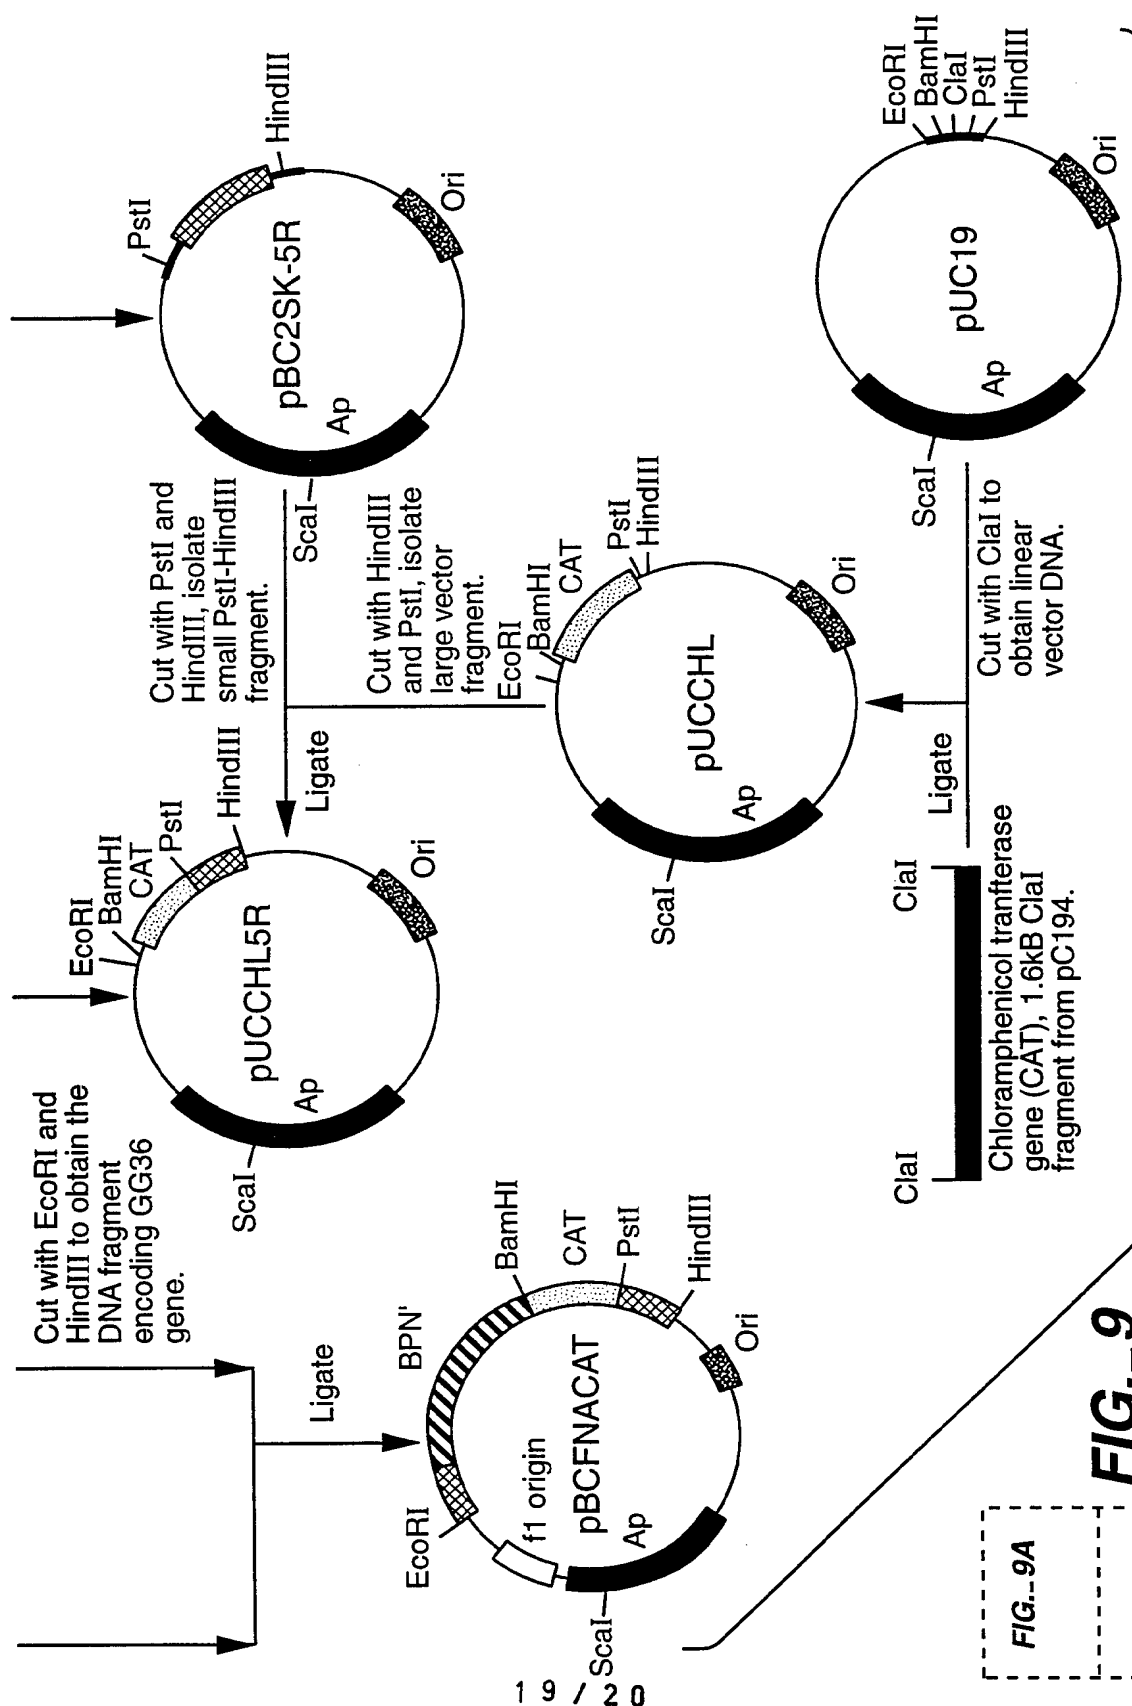 Cut with EcoRI and
HindIII to obtain the
DNA fragment
encoding GG36
gene.
Ligate
EcoRI
BPN'
BamHI
CAT
PstI
HindIII
Ori
f1 origin
pBCFNACAT
Ap
ScaI
EcoRI
BamHI
CAT
PstI
HindIII
Ori
pUCCHL5R
Ap
ScaI
Ligate
Cut with PstI and
HindIII, isolate
small PstI-HindIII
fragment.
Cut with HindIII
and PstI, isolate
large vector
fragment.
PstI
HindIII
Ori
pBC2SK-5R
Ap
ScaI
EcoRI
BamHI
CAT
PstI
HindIII
Ori
pUCCHL
Ap
ScaI
ClaI
ClaI
Chloramphenicol tranfterase
gene (CAT), 1.6kB ClaI
fragment from pC194.
Ligate
Cut with ClaI to
obtain linear
vector DNA.
EcoRI
BamHI
ClaI
PstI
HindIII
Ori
pUC19
Ap
ScaI
FIG._9A
FIG._9
19/20